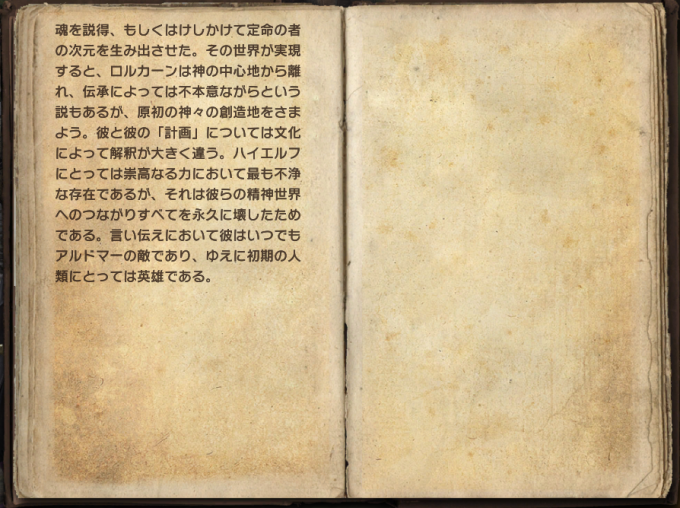 魂を説得、もしくはけしかけて定命の者
の次元を生み出させた。その世界が実現
すると、ロルカーンは神の中心地から離
れ、伝承によっては不本意ながらという
説もあるが、原初の神々の創造地をさま
よう。彼と彼の「計画」については文化
によって解釈が大きく違う。ハイエルフ
にとっては崇高なる力において最も不浄
な存在であるが、それは彼らの精神世界
へのつながりすべてを永久に壊したため
である。言い伝えにおいて彼はいつでも
アルドマーの敵であり、ゆえに初期の人
類にとっては英雄である。